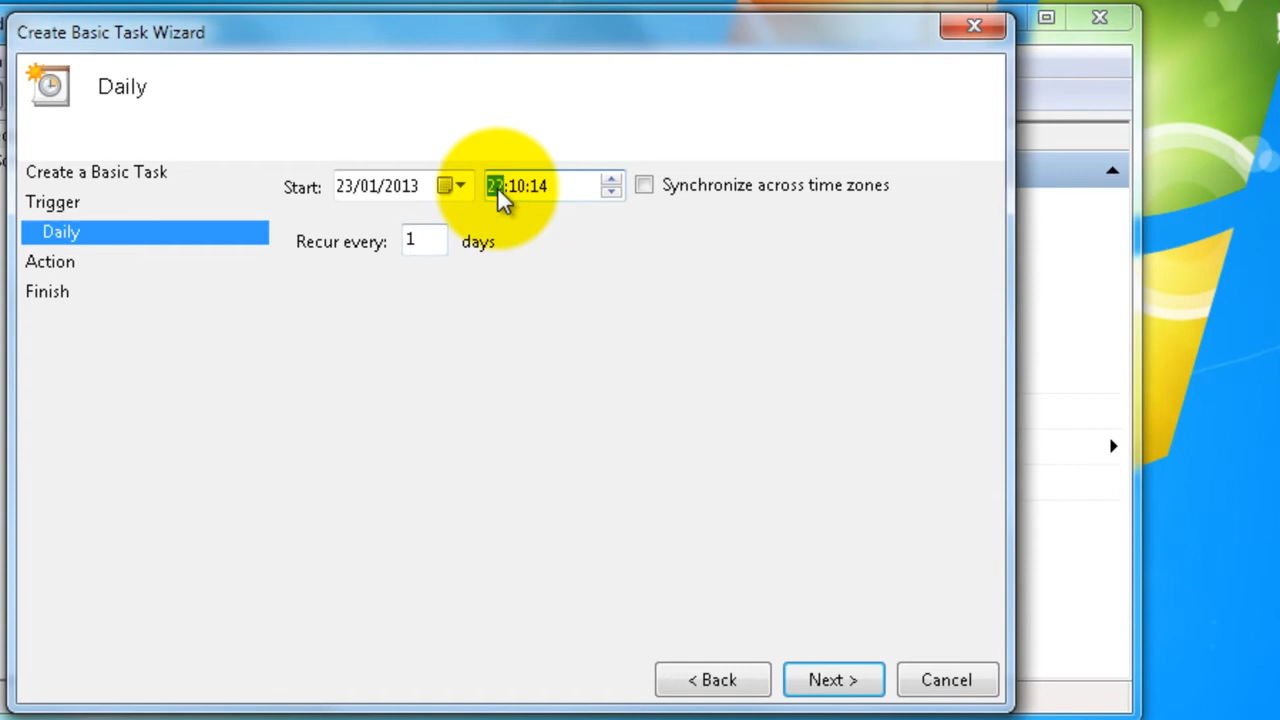 Create Basic Task Wizard
Daily
Create a Basic Task
Trigger
Daily
Action
Finish
Start: 23/01/2013 22:10:14 Synchronize across time zones
Recur every: 1 days
< Back Next > Cancel